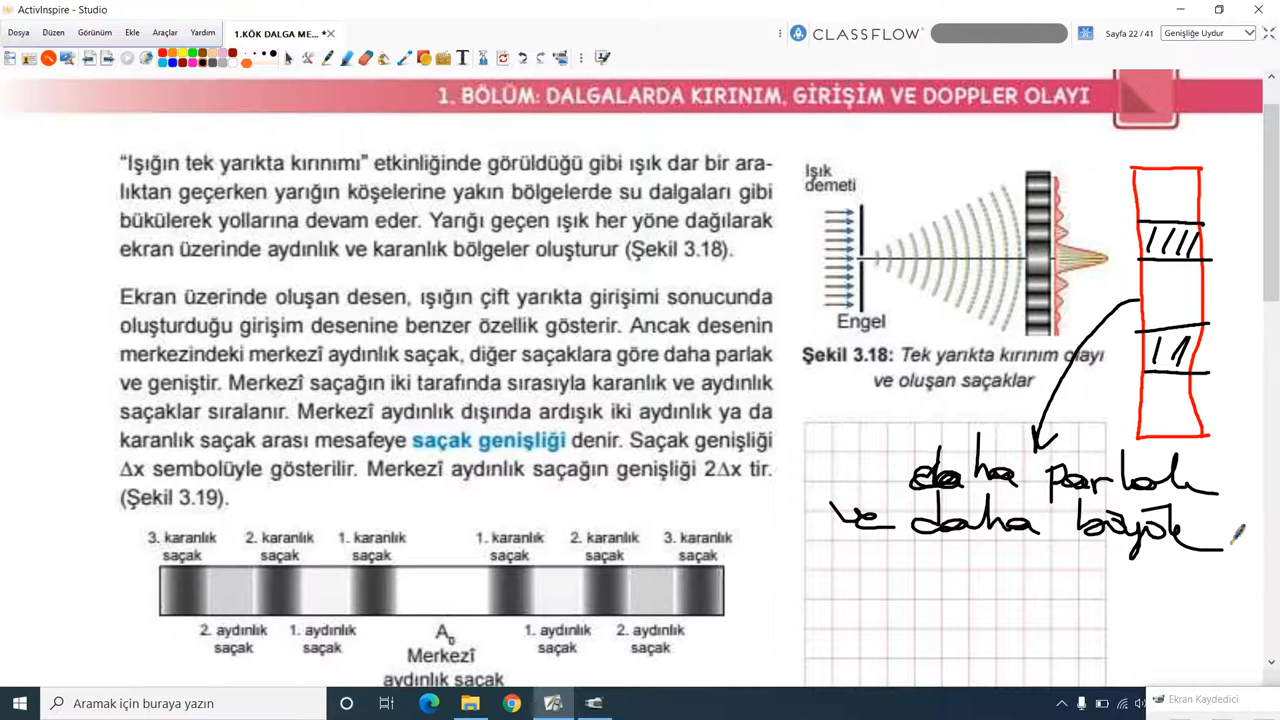 ActivInspire - Studio
Dosya Düzen Görünüm Ekle Araçlar Yardım
1.KÖK DALGA ME... *
CLASSFLOW
Sayfa 22 / 41
Genişliğe Uydur
1. BÖLÜM: DALGALARDA KIRINIM, GİRİŞİM VE DOPPLER OLAYI
“Işığın tek yarıkta kırınımı” etkinliğinde görüldüğü gibi ışık dar bir ara-
lıktan geçerken yarığın köşelerine yakın bölgelerde su dalgaları gibi
bükülerek yollarına devam eder. Yarığı geçen ışık her yöne dağılarak
ekran üzerinde aydınlık ve karanlık bölgeler oluşturur (Şekil 3.18).
Ekran üzerinde oluşan desen, ışığın çift yarıkta girişimi sonucunda
oluşturduğu girişim desenine benzer özellik gösterir. Ancak desenin
merkezindeki merkezî aydınlık saçak, diğer saçaklara göre daha parlak
ve geniştir. Merkezî saçağın iki tarafında sırasıyla karanlık ve aydınlık
saçaklar sıralanır. Merkezî aydınlık dışında ardışık iki aydınlık ya da
karanlık saçak arası mesafeye saçak genişliği denir. Saçak genişliği
Δx sembolüyle gösterilir. Merkezî aydınlık saçağın genişliği 2Δx tir.
(Şekil 3.19).
3. karanlık saçak
2. karanlık saçak
1. karanlık saçak
1. karanlık saçak
2. karanlık saçak
3. karanlık saçak
2. aydınlık saçak
1. aydınlık saçak
A₀
Merkezî
aydınlık saçak
1. aydınlık saçak
2. aydınlık saçak
Işık
demeti
Engel
Şekil 3.18: Tek yarıkta kırınım olayı
ve oluşan saçaklar
daha parlak
ve daha büyük
Aramak için buraya yazın
Ekran Kaydedici